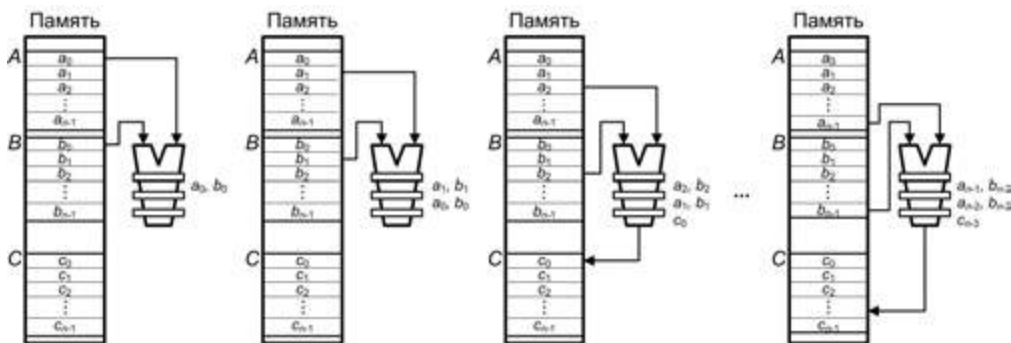 Память
A
a₀
a₁
a₂
⋮
aₙ₋₁
B
b₀
b₁
b₂
⋮
bₙ₋₁
C
c₀
c₁
c₂
⋮
cₙ₋₁
a₀, b₀
Память
A
a₀
a₁
a₂
⋮
aₙ₋₁
B
b₀
b₁
b₂
⋮
bₙ₋₁
C
c₀
c₁
c₂
⋮
cₙ₋₁
a₁, b₁
a₀, b₀
Память
A
a₀
a₁
a₂
⋮
aₙ₋₁
B
b₀
b₁
b₂
⋮
bₙ₋₁
C
c₀
c₁
c₂
⋮
cₙ₋₁
a₂, b₂
a₁, b₁
c₀
...
Память
A
a₀
a₁
a₂
⋮
aₙ₋₁
B
b₀
b₁
b₂
⋮
bₙ₋₁
C
c₀
c₁
c₂
⋮
cₙ₋₁
aₙ₋₁, bₙ₋₂
aₙ₋₂, bₙ₋₂
cₙ₋₃